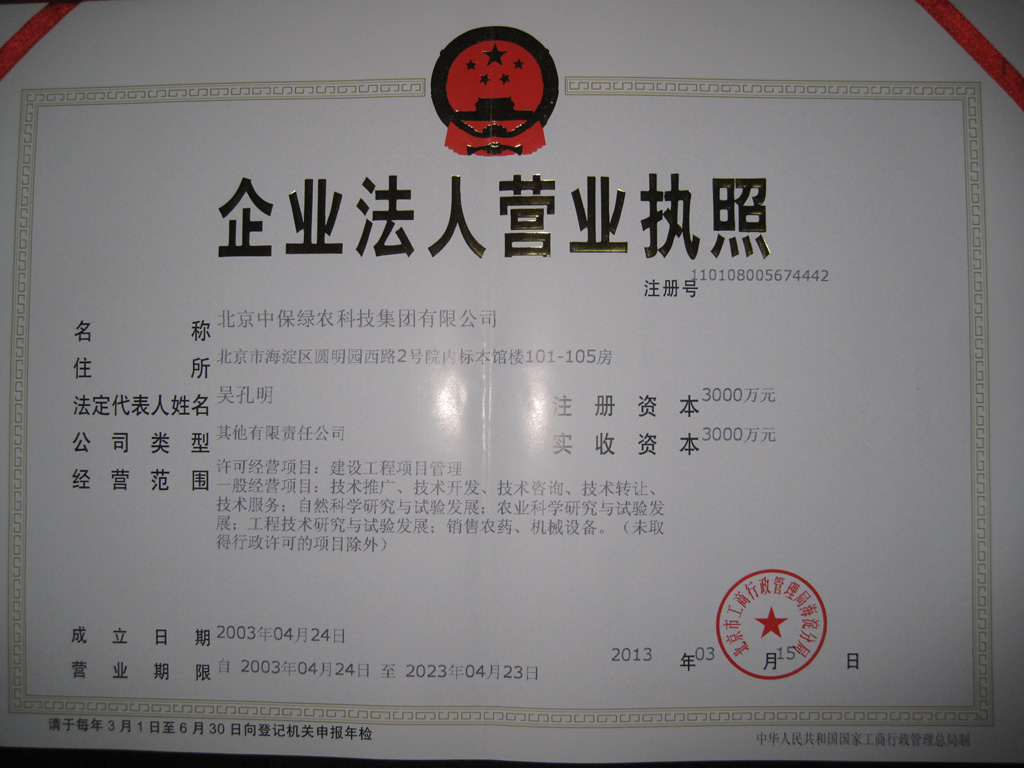 企业法人营业执照
注册号 110108005674442
名称 北京中保绿农科技集团有限公司
住所 北京市海淀区圆明园西路2号院内标本馆楼101-105房
法定代表人姓名 吴孔明 注册资本 3000万元
公司类型 其他有限责任公司 实收资本 3000万元
经营范围 许可经营项目：建设工程项目管理
一般经营项目：技术推广、技术开发、技术咨询、技术转让、
技术服务；自然科学研究与试验发展；农业科学研究与试验发
展；工程技术研究与试验发展；销售农药、机械设备。（未取
得行政许可的项目除外）
成立日期 2003年04月24日
营业期限 自 2003年04月24日 至 2023年04月23日
北京市工商行政管理局海淀分局
2013 年 03 月 15 日
请于每年3月1日至6月30日向登记机关申报年检
中华人民共和国国家工商行政管理总局制